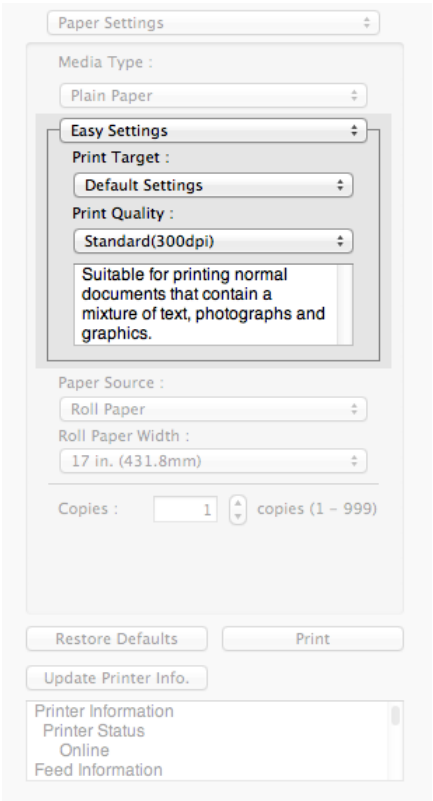 Paper Settings
Media Type :
Plain Paper
Easy Settings
Print Target :
Default Settings
Print Quality :
Standard(300dpi)
Suitable for printing normal
documents that contain a
mixture of text, photographs and
graphics.
Paper Source :
Roll Paper
Roll Paper Width :
17 in. (431.8mm)
Copies : 1 copies (1 – 999)
Restore Defaults Print
Update Printer Info.
Printer Information
Printer Status
Online
Feed Information